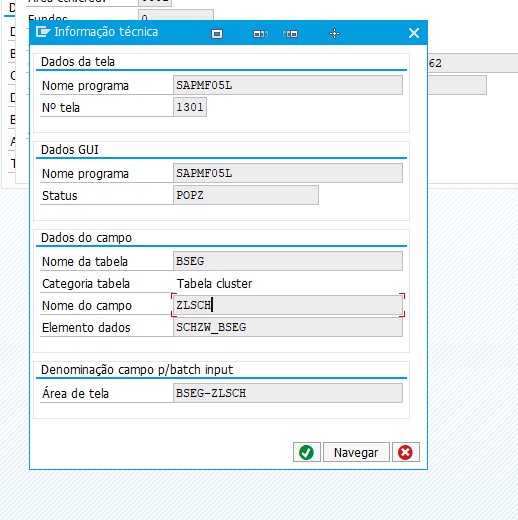 Fundos 0
Informação técnica
62
Dados da tela
Nome programa SAPMF05L
Nº tela 1301
Dados GUI
Nome programa SAPMF05L
Status POPZ
Dados do campo
Nome da tabela BSEG
Categoria tabela Tabela cluster
Nome do campo ZLSCH
Elemento dados SCHZW_BSEG
Denominação campo p/batch input
Área de tela BSEG-ZLSCH
Navegar